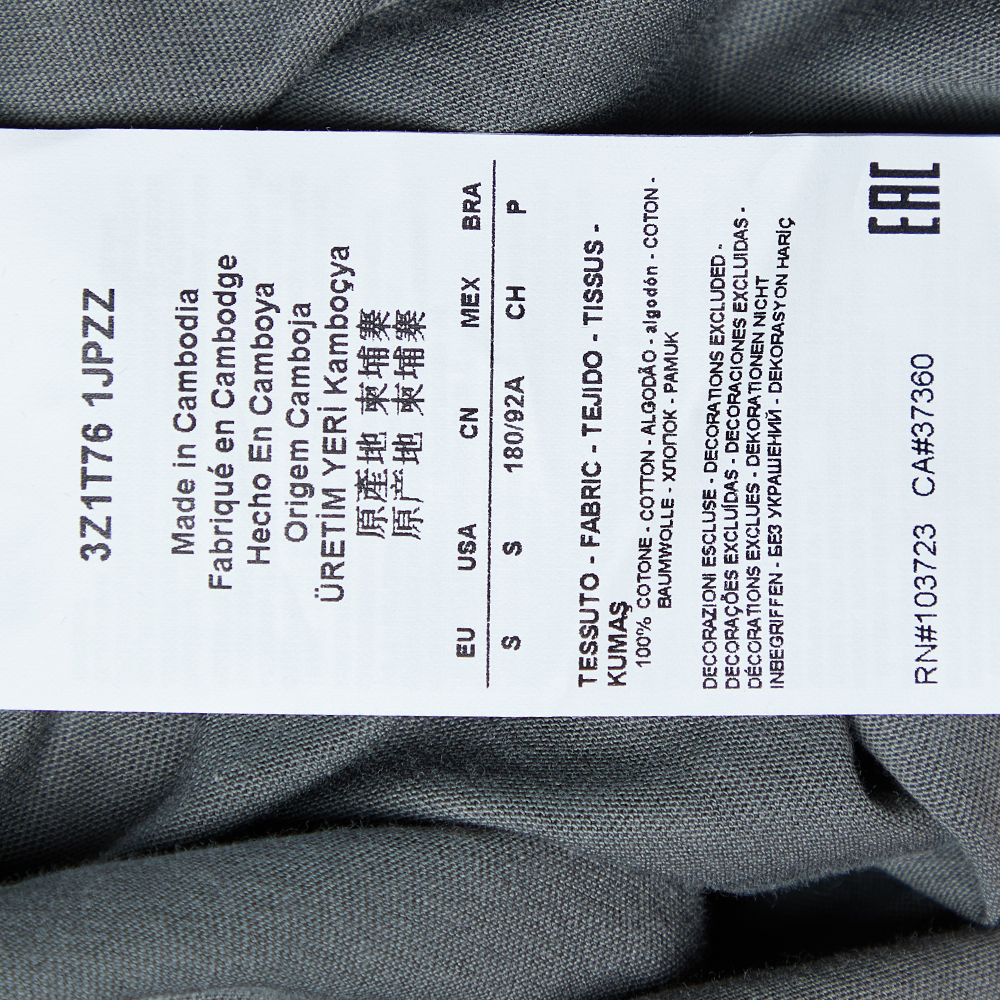 3Z1T76 1JPZZ
Made in Cambodia
Fabriqué en Cambodge
Hecho En Camboya
Origem Camboja
ÜRETİM YERİ Kamboçya
原產地 柬埔寨
原产地 柬埔寨
EU USA CN MEX BRA
S S 180/92A CH P
TESSUTO - FABRIC - TEJIDO - TISSUS -
KUMAŞ
100% COTONE - COTTON - ALGODÃO - algodón - COTON -
BAUMWOLLE - ХЛОПОК - PAMUK
DECORAZIONI ESCLUSE - DECORATIONS EXCLUDED -
DECORAÇÕES EXCLUÍDAS - DECORACIONES EXCLUIDAS -
DÉCORATIONS EXCLUES - DEKORATIONEN NICHT
INBEGRIFFEN - БЕЗ УКРАШЕНИЙ - DEKORASYON HARİÇ
RN#103723 CA#37360
EAC